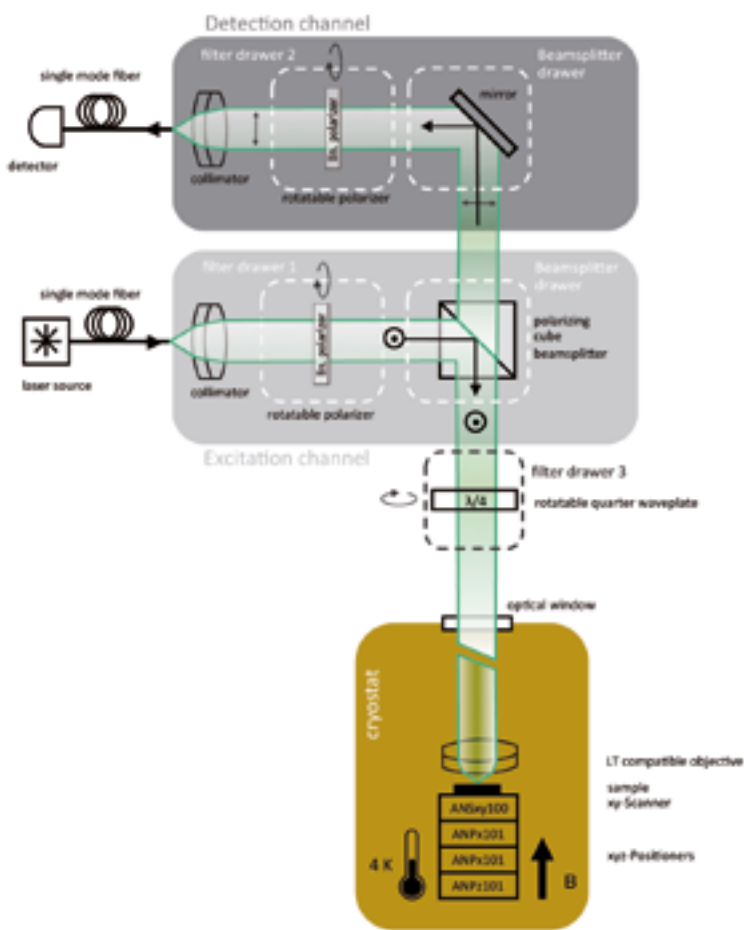 Detection channel
filter drawer 2
Beamsplitter
drawer
single mode fiber
mirror
lin. polarizer
detector
collimator
rotatable polarizer
filter drawer 1
Beamsplitter
drawer
single mode fiber
lin. polarizer
polarizing
cube
beamsplitter
laser source
collimator
rotatable polarizer
Excitation channel
filter drawer 3
λ/4
rotatable quarter waveplate
optical window
cryostat
LT compatible objective
sample
xy-Scanner
ANSxy100
ANPx101
xyz-Positioners
4 K
ANPx101
ANPz101
B